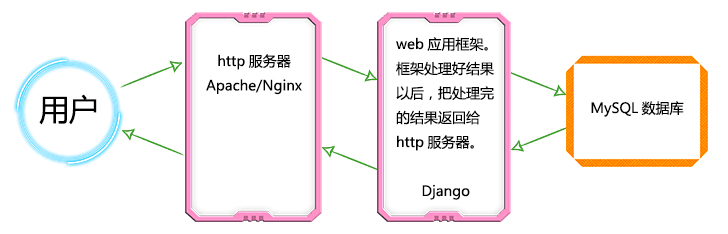 用户
http 服务器
Apache/Nginx
web 应用框架。
框架处理好结果
以后，把处理完
的结果返回给
http 服务器。
Django
MySQL 数据库